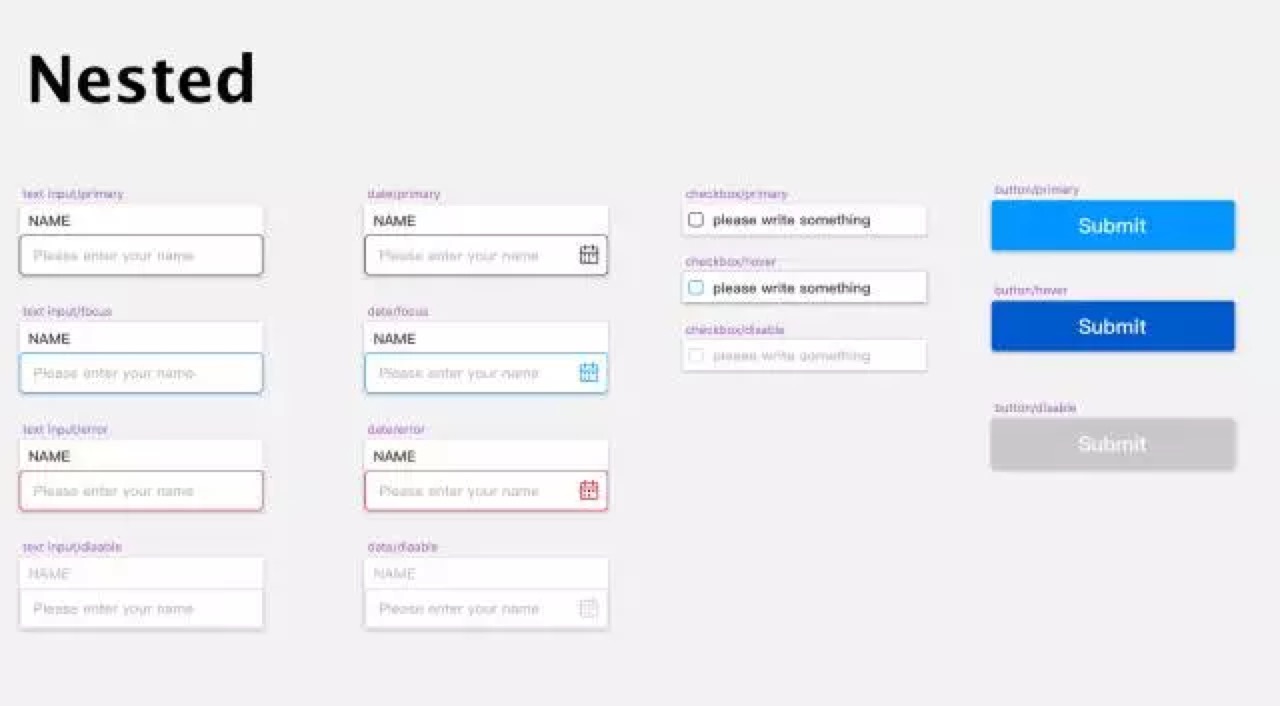 Nested
text input/primary
NAME
Please enter your name
text input/focus
NAME
Please enter your name
text input/error
NAME
Please enter your name
text input/disable
NAME
Please enter your name
date/primary
NAME
Please enter your name
date/focus
NAME
Please enter your name
date/error
NAME
Please enter your name
date/disable
NAME
Please enter your name
checkbox/primary
please write something
checkbox/hover
please write something
checkbox/disable
please write something
button/primary
Submit
button/hover
Submit
button/disable
Submit